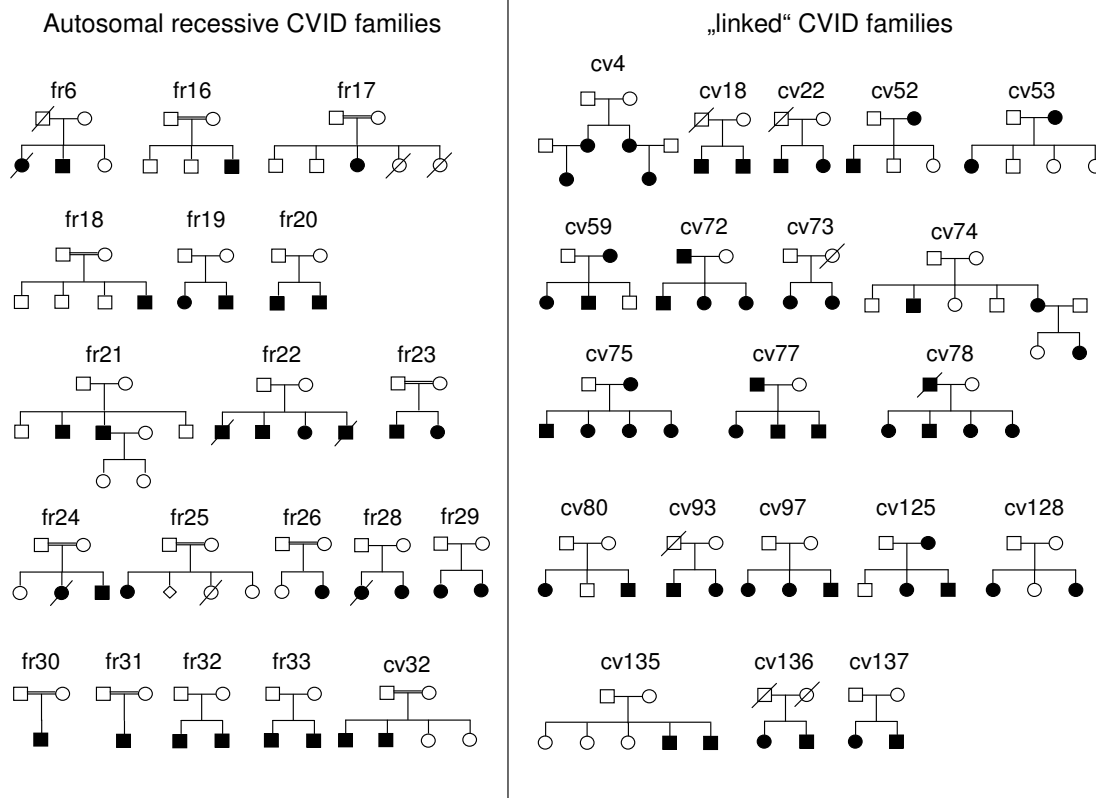 Autosomal recessive CVID families
fr6 fr16 fr17
fr18 fr19 fr20
fr21 fr22 fr23
fr24 fr25 fr26 fr28 fr29
fr30 fr31 fr32 fr33 cv32
„linked“ CVID families
cv4 cv18 cv22 cv52 cv53
cv59 cv72 cv73 cv74
cv75 cv77 cv78
cv80 cv93 cv97 cv125 cv128
cv135 cv136 cv137